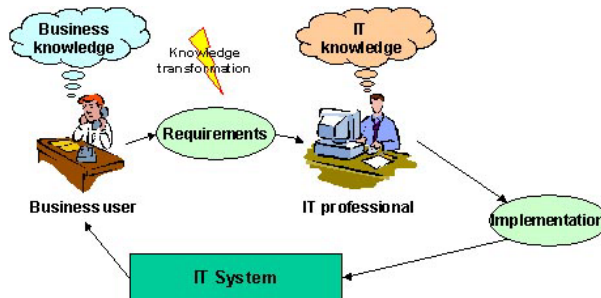 Business
knowledge
Knowledge
transformation
IT
knowledge
Requirements
Business user
IT professional
Implementation
IT System